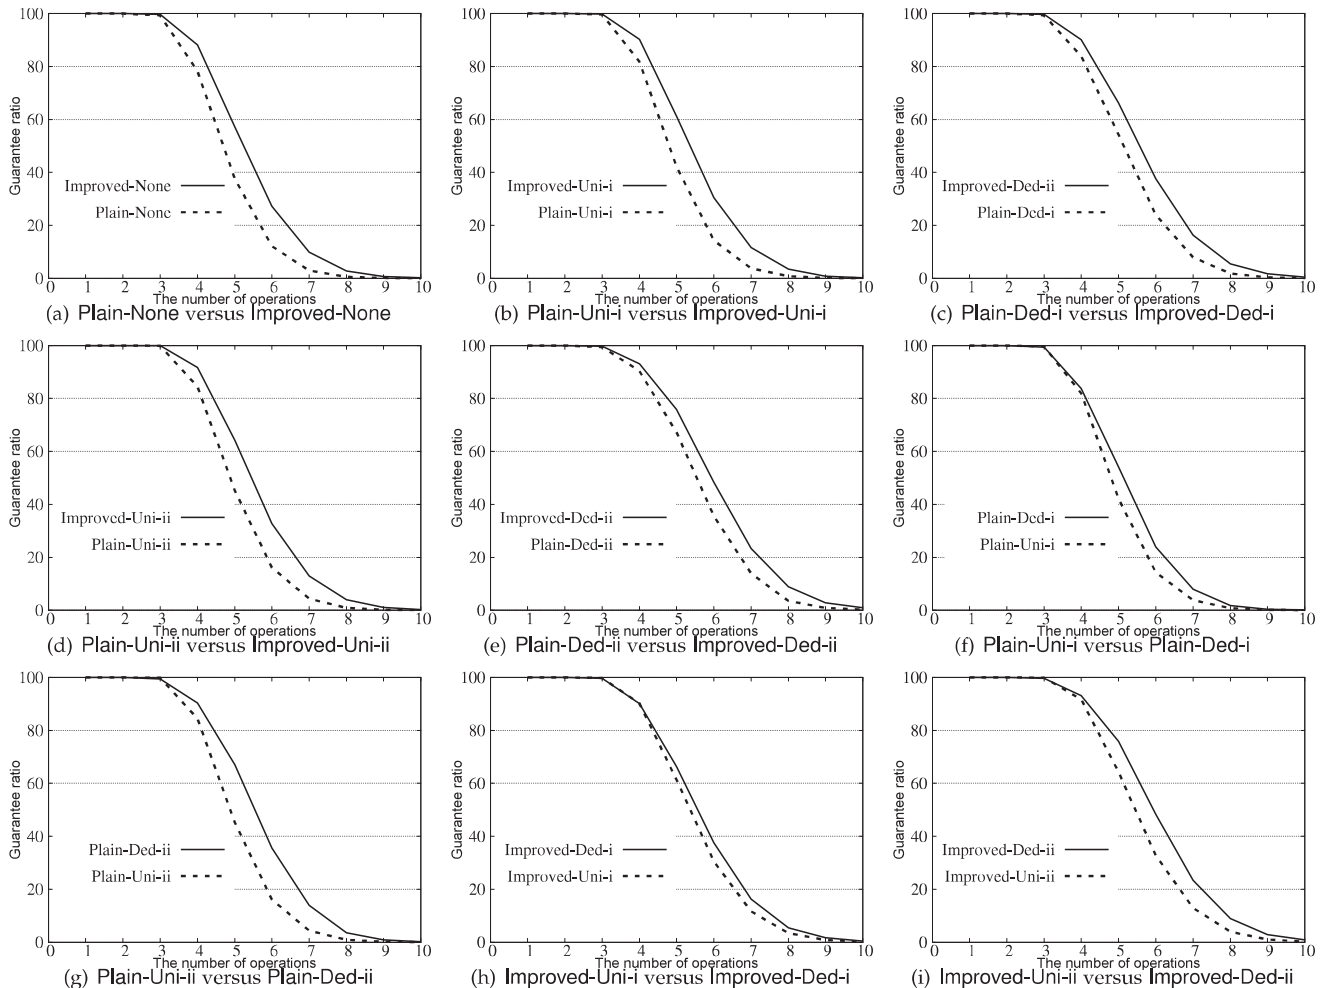 100
80
60
40
20
0
Guarantee ratio
Improved-None
Plain-None
0 1 2 3 4 5 6 7 8 9 10
The number of operations
(a) Plain-None versus Improved-None
100
80
60
40
20
0
Guarantee ratio
Improved-Uni-i
Plain-Uni-i
0 1 2 3 4 5 6 7 8 9 10
The number of operations
(b) Plain-Uni-i versus Improved-Uni-i
100
80
60
40
20
0
Guarantee ratio
Improved-Ded-ii
Plain-Ded-i
0 1 2 3 4 5 6 7 8 9 10
The number of operations
(c) Plain-Ded-i versus Improved-Ded-i
100
80
60
40
20
0
Guarantee ratio
Improved-Uni-ii
Plain-Uni-ii
0 1 2 3 4 5 6 7 8 9 10
The number of operations
(d) Plain-Uni-ii versus Improved-Uni-ii
100
80
60
40
20
0
Guarantee ratio
Improved-Ded-ii
Plain-Ded-ii
0 1 2 3 4 5 6 7 8 9 10
The number of operations
(e) Plain-Ded-ii versus Improved-Ded-ii
100
80
60
40
20
0
Guarantee ratio
Plain-Ded-i
Plain-Uni-i
0 1 2 3 4 5 6 7 8 9 10
The number of operations
(f) Plain-Uni-i versus Plain-Ded-i
100
80
60
40
20
0
Guarantee ratio
Plain-Ded-ii
Plain-Uni-ii
0 1 2 3 4 5 6 7 8 9 10
The number of operations
(g) Plain-Uni-ii versus Plain-Ded-ii
100
80
60
40
20
0
Guarantee ratio
Improved-Ded-i
Improved-Uni-i
0 1 2 3 4 5 6 7 8 9 10
The number of operations
(h) Improved-Uni-i versus Improved-Ded-i
100
80
60
40
20
0
Guarantee ratio
Improved-Ded-ii
Improved-Uni-ii
0 1 2 3 4 5 6 7 8 9 10
The number of operations
(i) Improved-Uni-ii versus Improved-Ded-ii